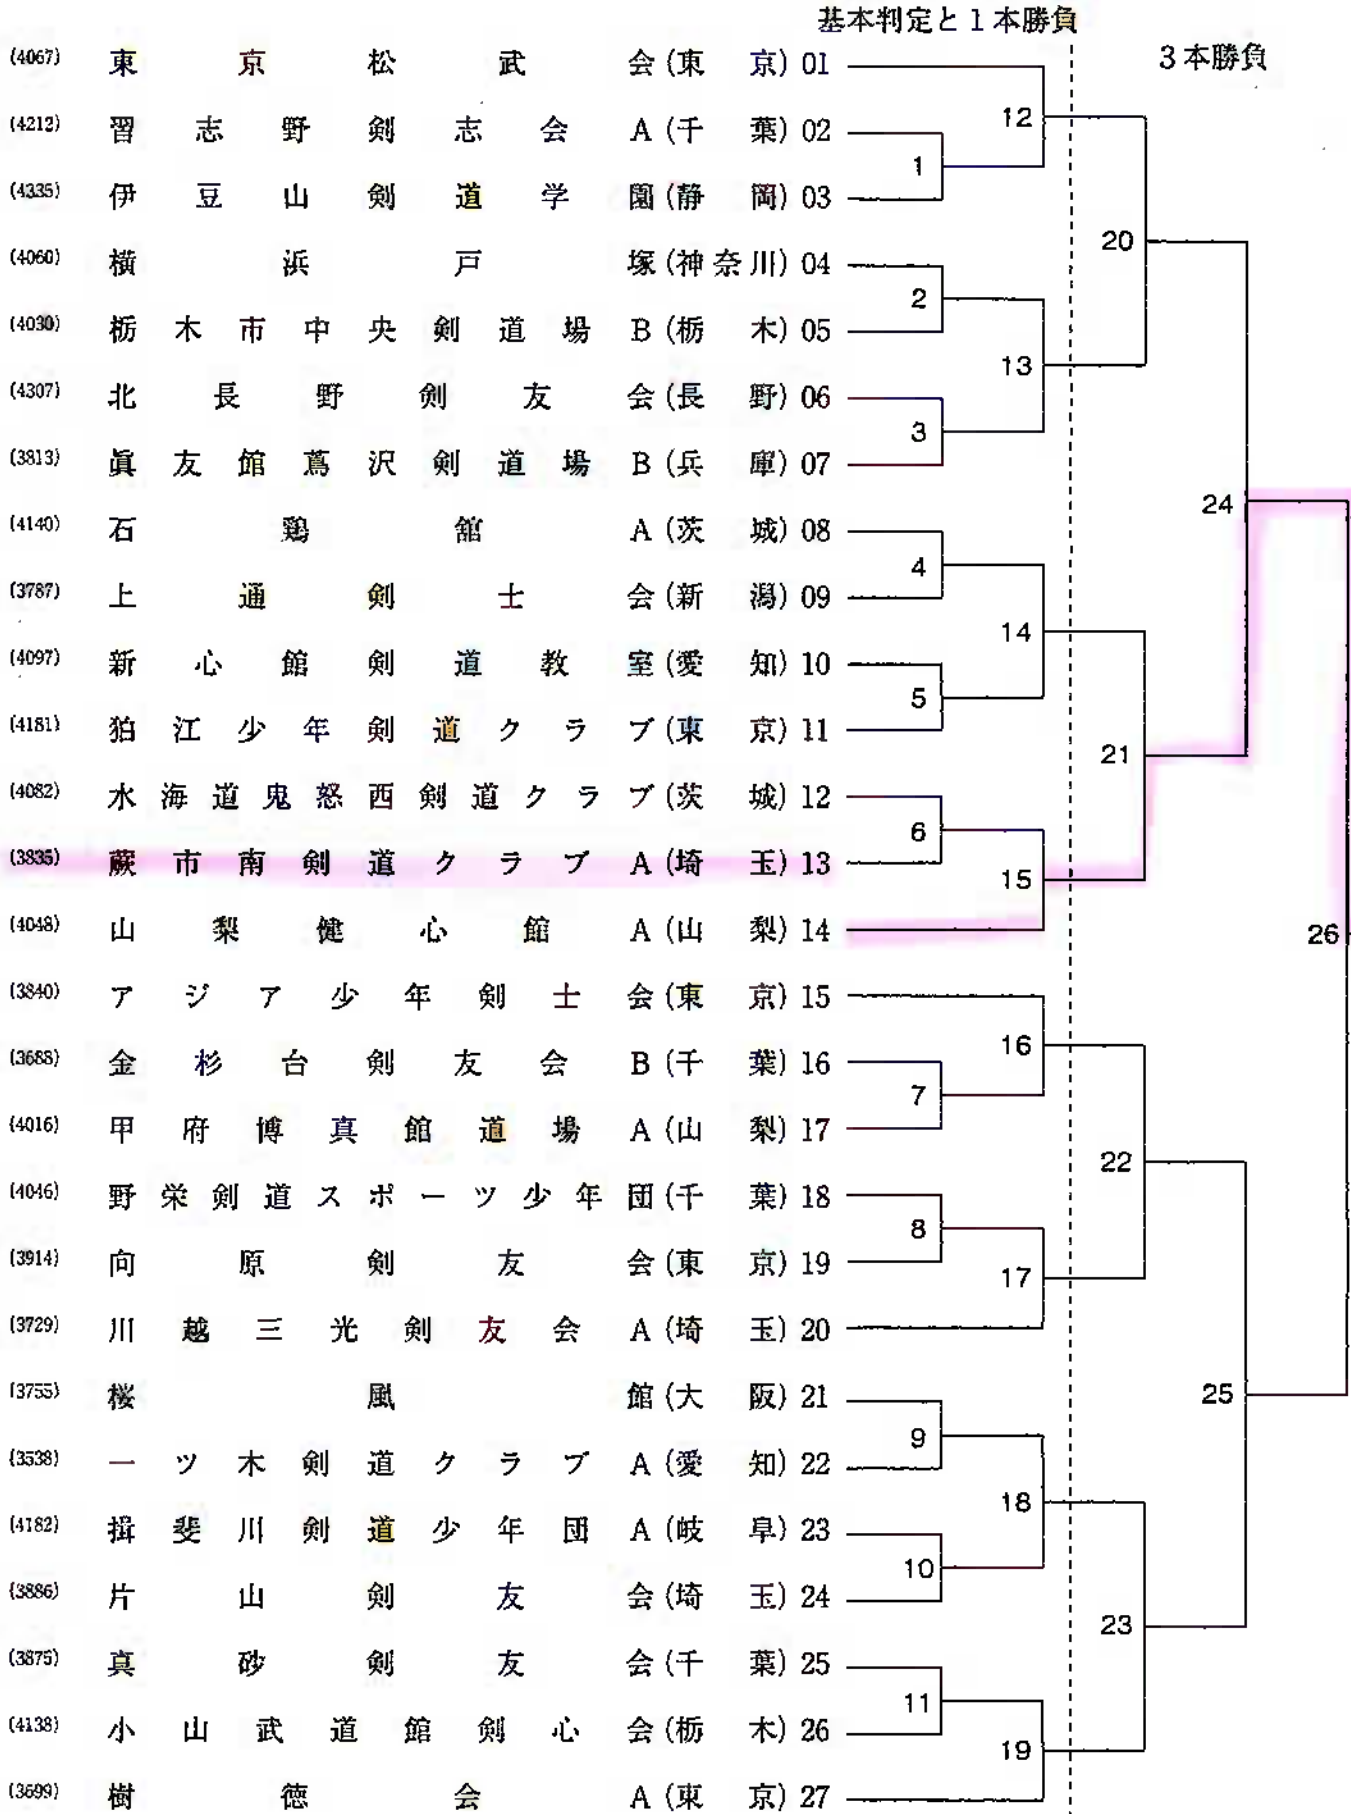 基本判定と1本勝負
3本勝負
(4067) 東京松武会(東京) 01
(4212) 習志野剣志会A(千葉) 02
(4335) 伊豆山剣道学園(静岡) 03
(4060) 横浜戸塚(神奈川) 04
(4030) 栃木市中央剣道場B(栃木) 05
(4307) 北長野剣友会(長野) 06
(3813) 眞友館蔦沢剣道場B(兵庫) 07
(4140) 石鶏舘A(茨城) 08
(3787) 上通剣士会(新潟) 09
(4097) 新心館剣道教室(愛知) 10
(4181) 狛江少年剣道クラブ(東京) 11
(4082) 水海道鬼怒西剣道クラブ(茨城) 12
(3835) 蕨市南剣道クラブA(埼玉) 13
(4048) 山梨健心館A(山梨) 14
(3840) アジア少年剣士会(東京) 15
(3688) 金杉台剣友会B(千葉) 16
(4016) 甲府博真館道場A(山梨) 17
(4046) 野栄剣道スポーツ少年団(千葉) 18
(3914) 向原剣友会(東京) 19
(3729) 川越三光剣友会A(埼玉) 20
(3755) 桜風館(大阪) 21
(3538) 一ツ木剣道クラブA(愛知) 22
(4182) 揖斐川剣道少年団A(岐阜) 23
(3886) 片山剣友会(埼玉) 24
(3875) 真砂剣友会(千葉) 25
(4138) 小山武道館剣心会(栃木) 26
(3699) 樹徳会A(東京) 27
1
2
3
4
5
6
7
8
9
10
11
12
13
14
15
16
17
18
19
20
21
22
23
24
25
26